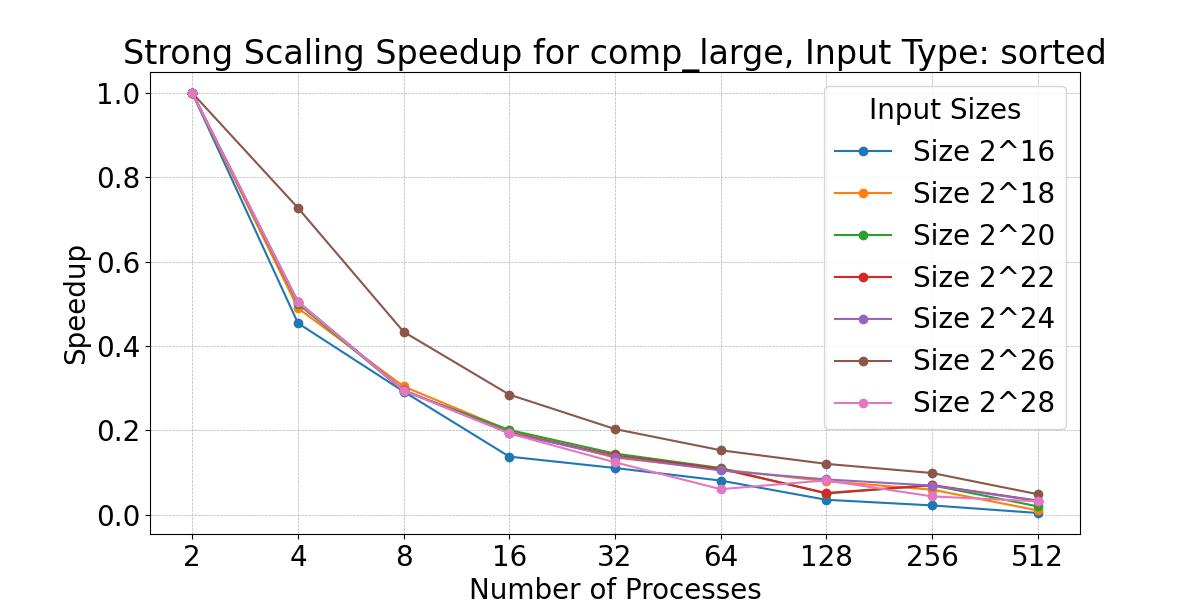 Strong Scaling Speedup for comp_large, Input Type: sorted
Speedup
1.0
0.8
0.6
0.4
0.2
0.0
Input Sizes
Size 2^16
Size 2^18
Size 2^20
Size 2^22
Size 2^24
Size 2^26
Size 2^28
2 4 8 16 32 64 128 256 512
Number of Processes